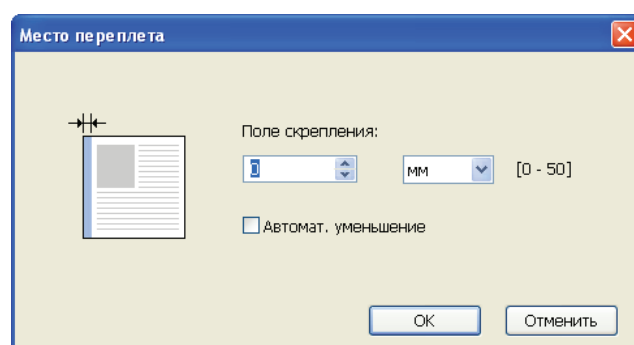 Место переплета
Поле скрепления:
0 мм [0 - 50]
Автомат. уменьшение
OK Отменить